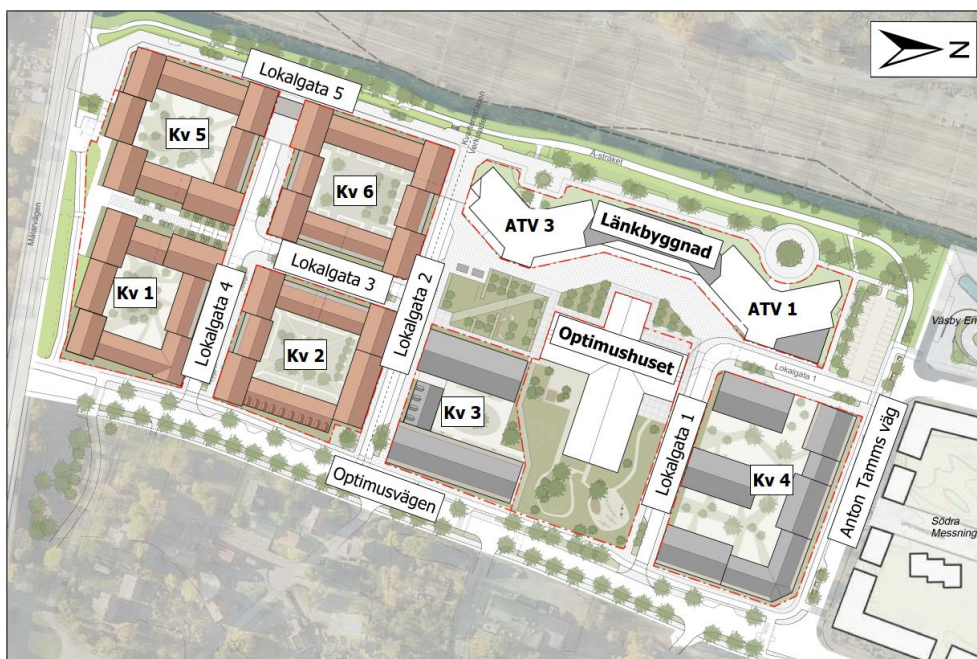 N
Lokalgata 5
Kv 5
Kv 6
Å-stråket
ATV 3
Länkbyggnad
Mälarvägen
Lokalgata 3
Kv 1
Lokalgata 4
Lokalgata 2
ATV 1
Väsby En
Kv 2
Optimushuset
Lokalgata 1
Kv 3
Lokalgata 1
Kv 4
Anton Tamms väg
Optimusvägen
Södra
Messning